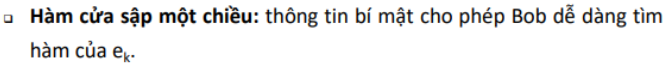 ▫ Hàm cửa sập một chiều: thông tin bí mật cho phép Bob dễ dàng tìm
hàm của eₖ.